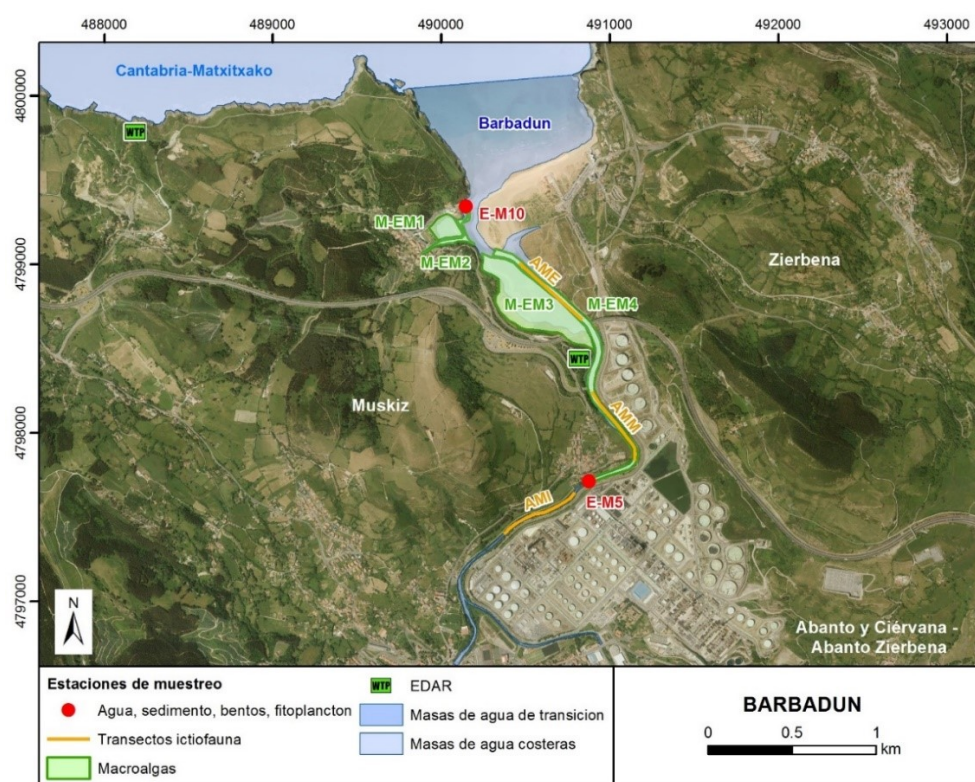 488000 489000 490000 491000 492000 493000
4800000
4799000
4798000
4797000
Cantabria-Matxitxako
Barbadun
WTP
E-M10
M-EM1
M-EM2
AME
M-EM3
M-EM4
Zierbena
WTP
Muskiz
AMM
AMI
E-M5
N
Abanto y Ciérvana -
Abanto Zierbena
Estaciones de muestreo
Agua, sedimento, bentos, fitoplancton
Transectos ictiofauna
Macroalgas
WTP EDAR
Masas de agua de transicion
Masas de agua costeras
BARBADUN
0 0.5 1
km